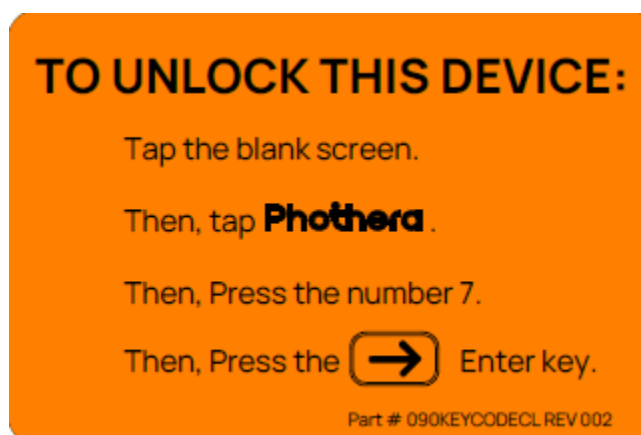 TO UNLOCK THIS DEVICE:
Tap the blank screen.
Then, tap Phothera .
Then, Press the number 7.
Then, Press the → Enter key.
Part # 090KEYCODECL REV 002